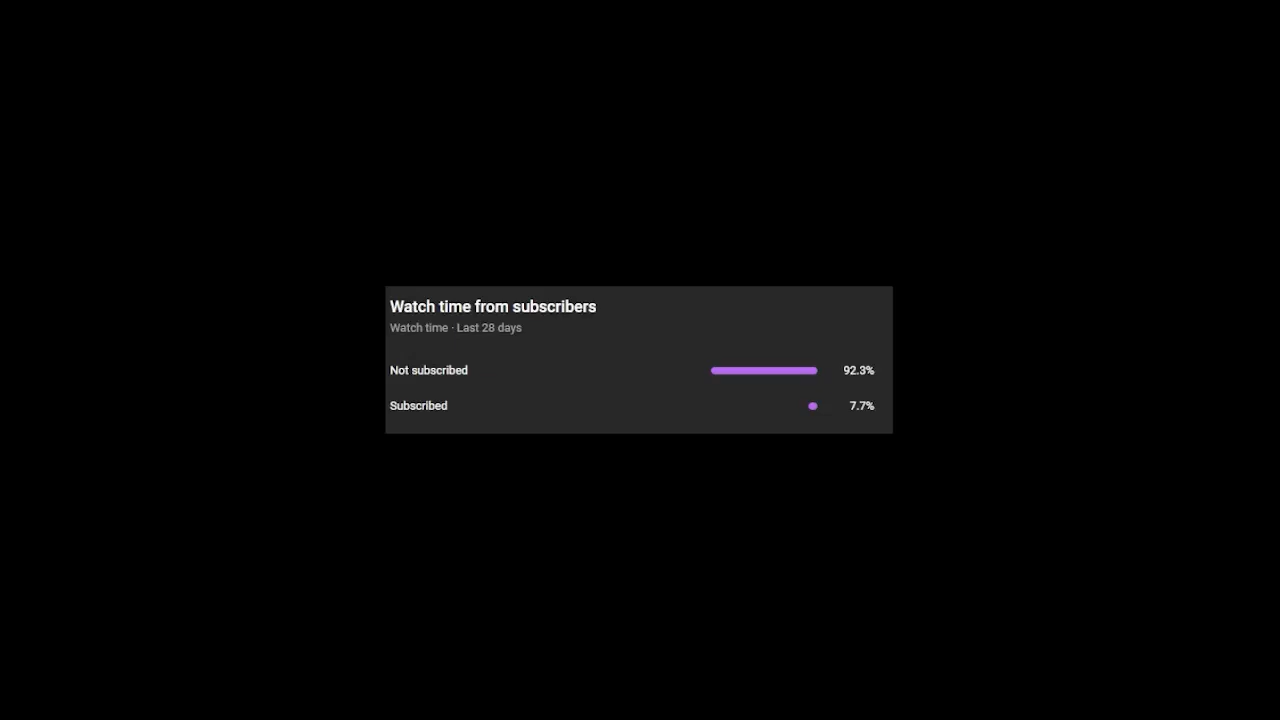 Watch time from subscribers
Watch time · Last 28 days
Not subscribed 92.3%
Subscribed 7.7%